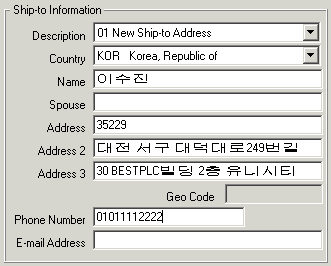 Ship-to Information
Description 01 New Ship-to Address
Country KOR Korea, Republic of
Name 이수진
Spouse
Address 35229
Address 2 대전 서구 대덕대로249번길
Address 3 30 BESTPLC빌딩 2층 유니시티
Geo Code
Phone Number 01011112222
E-mail Address